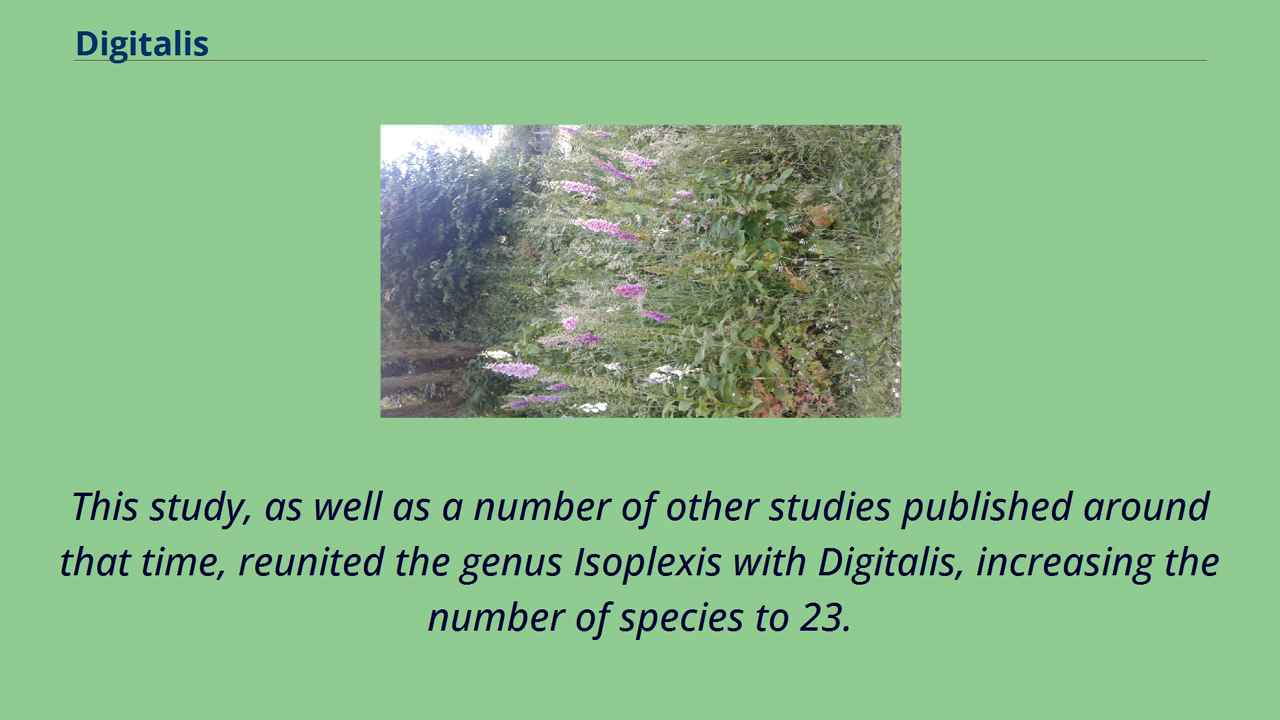 Digitalis
This study, as well as a number of other studies published around
that time, reunited the genus Isoplexis with Digitalis, increasing the
number of species to 23.